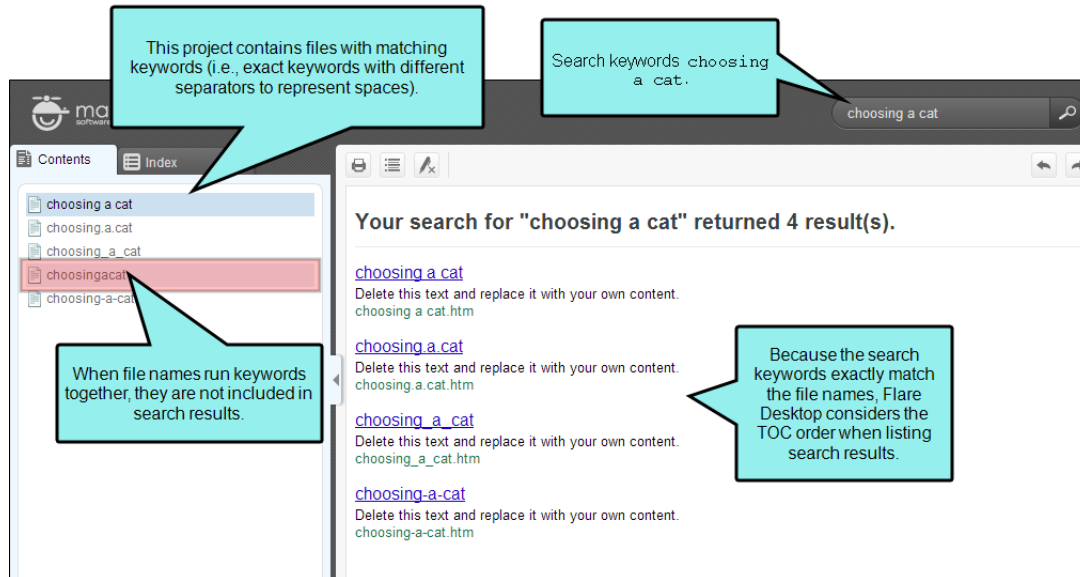 This project contains files with matching
keywords (i.e., exact keywords with different
separators to represent spaces).
Search keywords choosing
a cat.
ma
software
choosing a cat
Contents
Index
choosing a cat
choosing.a.cat
choosing_a_cat
choosingacat
choosing-a-cat
When file names run keywords
together, they are not included in
search results.
Your search for "choosing a cat" returned 4 result(s).
choosing a cat
Delete this text and replace it with your own content.
choosing a cat.htm
choosing.a.cat
Delete this text and replace it with your own content.
choosing.a.cat.htm
choosing_a_cat
Delete this text and replace it with your own content.
choosing_a_cat.htm
choosing-a-cat
Delete this text and replace it with your own content.
choosing-a-cat.htm
Because the search
keywords exactly match
the file names, Flare
Desktop considers the
TOC order when listing
search results.